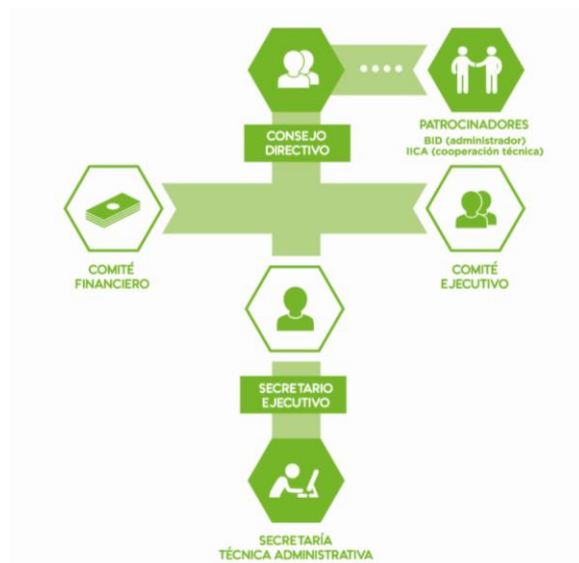 CONSEJO
DIRECTIVO
PATROCINADORES
BID (administrador)
IICA (cooperación técnica)
COMITÉ
FINANCIERO
COMITÉ
EJECUTIVO
SECRETARIO
EJECUTIVO
SECRETARÍA
TÉCNICA ADMINISTRATIVA